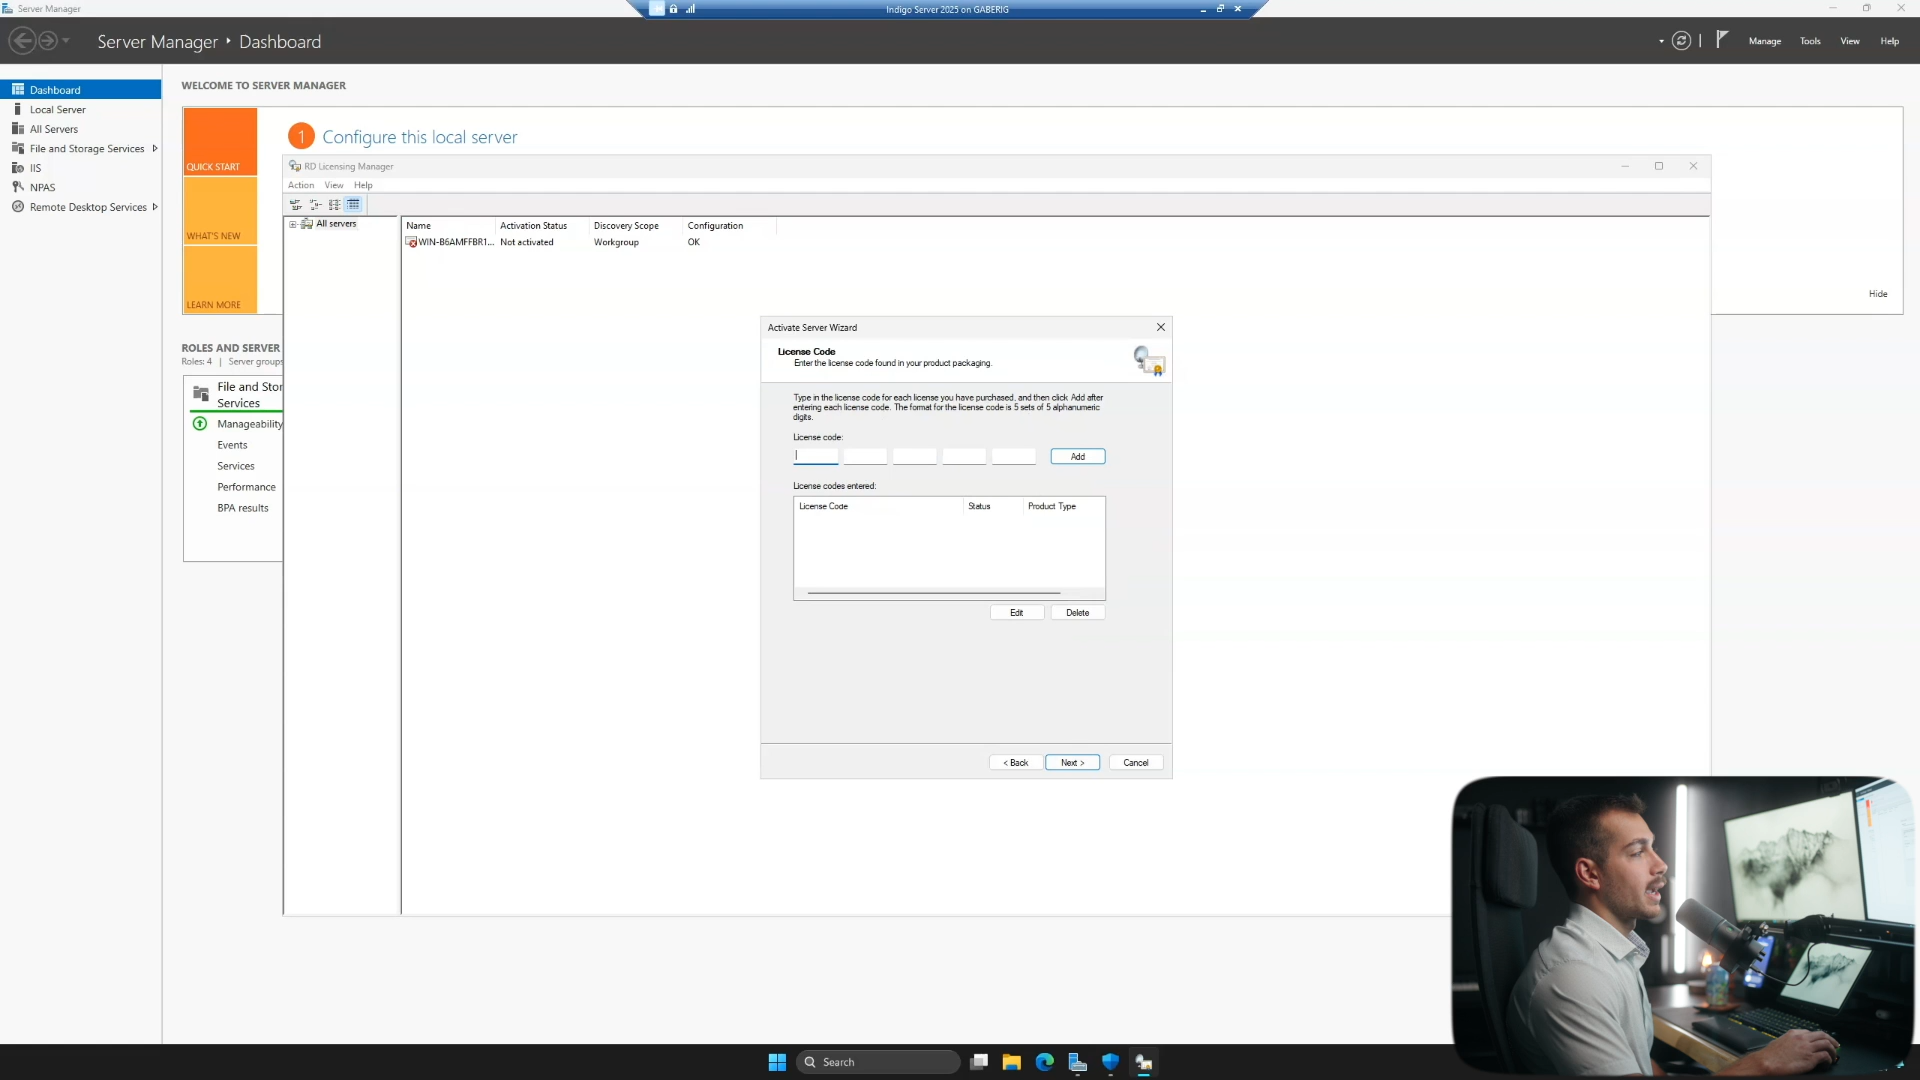 Server Manager
Indigo Server 2025 on GABERIG
Server Manager ‣ Dashboard
Manage
Tools
View
Help
Dashboard
Local Server
All Servers
File and Storage Services
IIS
NPAS
Remote Desktop Services
WELCOME TO SERVER MANAGER
QUICK START
WHAT'S NEW
LEARN MORE
1 Configure this local server
Hide
ROLES AND SERVER
Roles: 4 | Server groups
File and Stor
Services
Manageability
Events
Services
Performance
BPA results
RD Licensing Manager
Action View Help
All servers
Name Activation Status Discovery Scope Configuration
WIN-B6AMFFBR1... Not activated Workgroup OK
Activate Server Wizard
License Code
Enter the license code found in your product packaging.
Type in the license code for each license you have purchased, and then click Add after
entering each license code. The format for the license code is 5 sets of 5 alphanumeric
digits.
License code:
Add
License codes entered:
License Code Status Product Type
Edit Delete
< Back Next > Cancel
Search